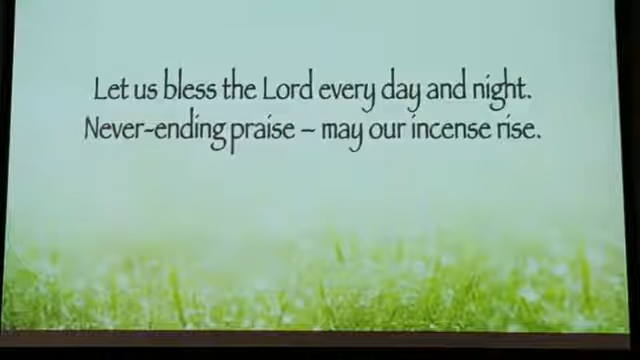 Let us bless the Lord every day and night.
Never-ending praise – may our incense rise.